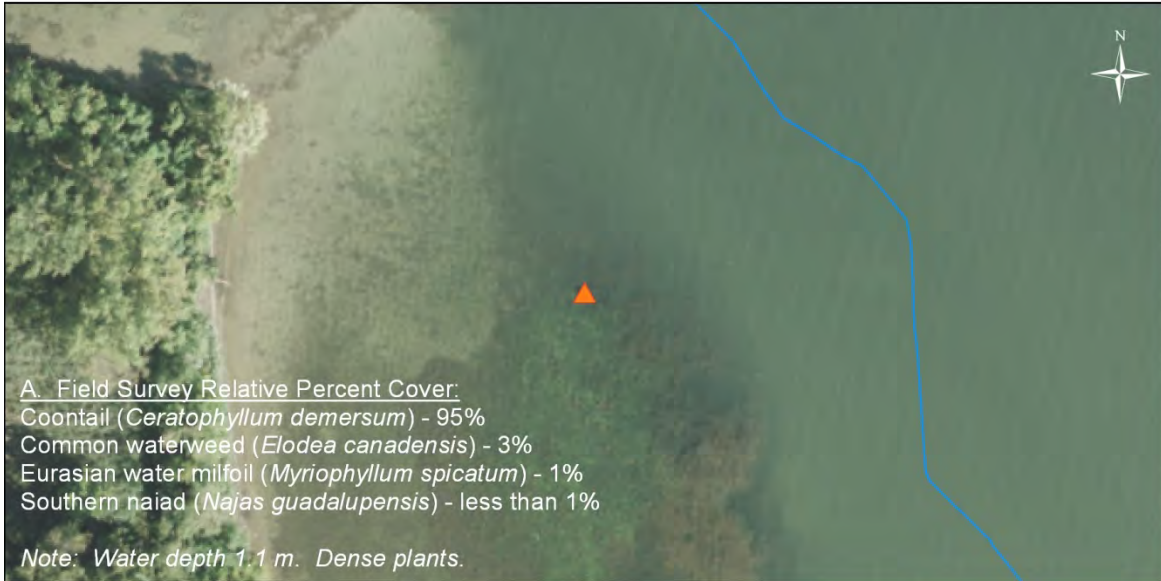 N
A. Field Survey Relative Percent Cover:
Coontail (Ceratophyllum demersum) - 95%
Common waterweed (Elodea canadensis) - 3%
Eurasian water milfoil (Myriophyllum spicatum) - 1%
Southern naiad (Najas guadalupensis) - less than 1%
Note: Water depth 1.1 m. Dense plants.